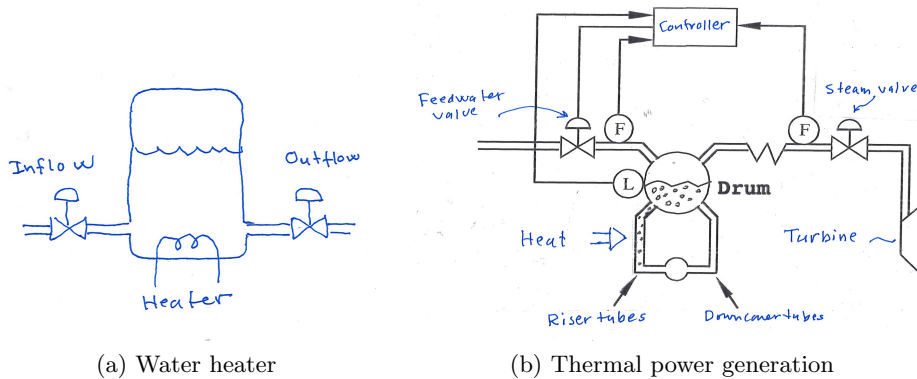 Inflow
Outflow
Heater
(a) Water heater
Controller
Feedwater
valve
Steam valve
F
F
L
Drum
Heat
Turbine
Riser tubes
Downcomer tubes
(b) Thermal power generation